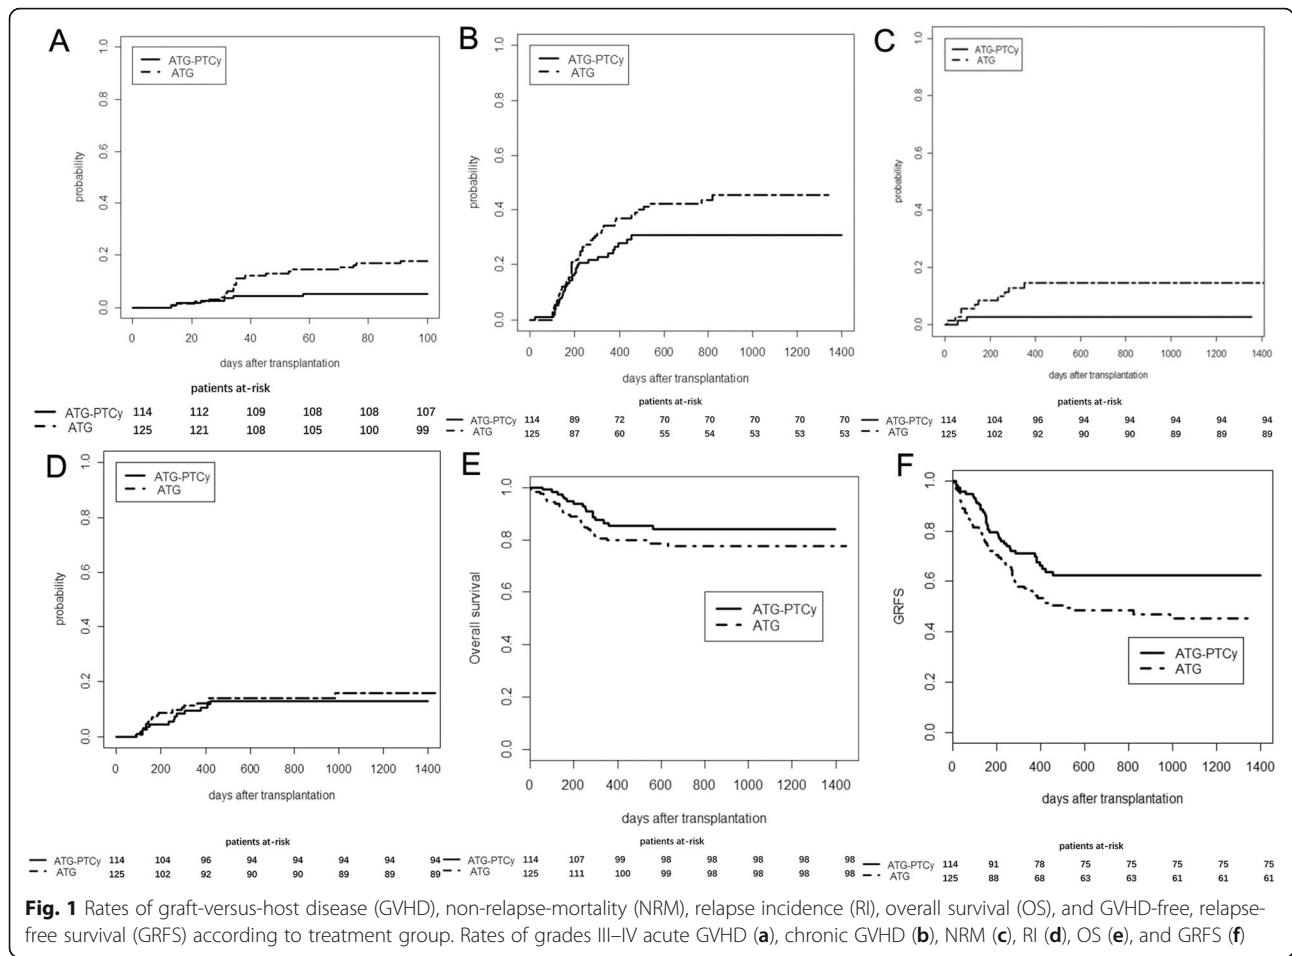 A
ATG-PTCy
ATG
probability
0.0 0.2 0.4 0.6 0.8 1.0
0 20 40 60 80 100
days after transplantation
patients at-risk
ATG-PTCy 114 112 109 108 108 107
ATG 125 121 108 105 100 99
B
ATG-PTCy
ATG
probability
0.0 0.2 0.4 0.6 0.8 1.0
0 200 400 600 800 1000 1200 1400
days after transplantation
patients at-risk
ATG-PTCy 114 89 72 70 70 70 70 70
ATG 125 87 60 55 54 53 53 53
C
ATG-PTCy
ATG
probability
0.0 0.2 0.4 0.6 0.8 1.0
0 200 400 600 800 1000 1200 1400
days after transplantation
patients at-risk
ATG-PTCy 114 104 96 94 94 94 94 94
ATG 125 102 92 90 90 89 89 89
D
ATG-PTCy
ATG
probability
0.0 0.2 0.4 0.6 0.8 1.0
0 200 400 600 800 1000 1200 1400
days after transplantation
patients at-risk
ATG-PTCy 114 104 96 94 94 94 94 94
ATG 125 102 92 90 90 89 89 89
E
ATG-PTCy
ATG
Overall survival
0.0 0.2 0.4 0.6 0.8 1.0
0 200 400 600 800 1000 1200 1400
days after transplantation
patients at-risk
ATG-PTCy 114 107 99 98 98 98 98 98
ATG 125 111 100 99 98 98 98 98
F
ATG-PTCy
ATG
GRFS
0.0 0.2 0.4 0.6 0.8 1.0
0 200 400 600 800 1000 1200 1400
days after transplantation
patients at-risk
ATG-PTCy 114 91 78 75 75 75 75 75
ATG 125 88 68 63 63 61 61 61
Fig. 1 Rates of graft-versus-host disease (GVHD), non-relapse-mortality (NRM), relapse incidence (RI), overall survival (OS), and GVHD-free, relapse-
free survival (GRFS) according to treatment group. Rates of grades III–IV acute GVHD (a), chronic GVHD (b), NRM (c), RI (d), OS (e), and GRFS (f)